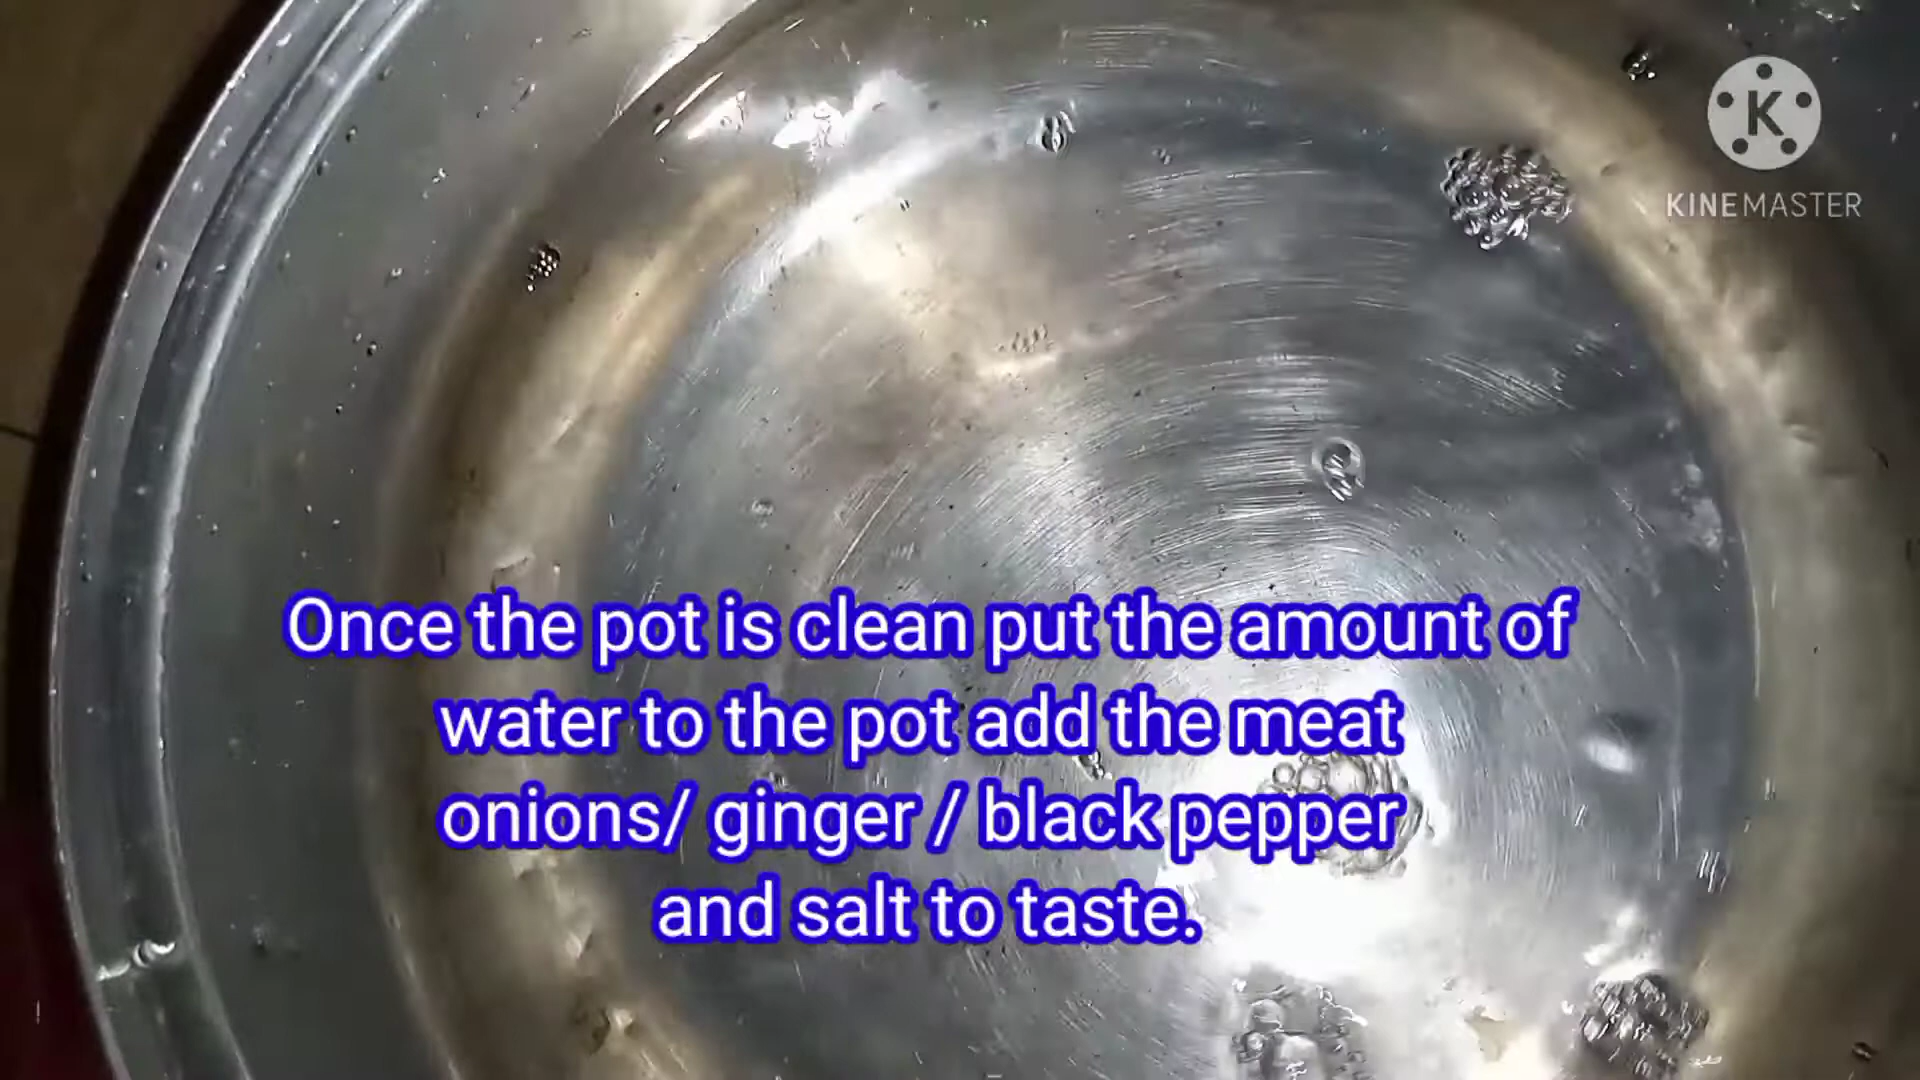 K
KINEMASTER
Once the pot is clean put the amount of
water to the pot add the meat
onions/ ginger / black pepper
and salt to taste.